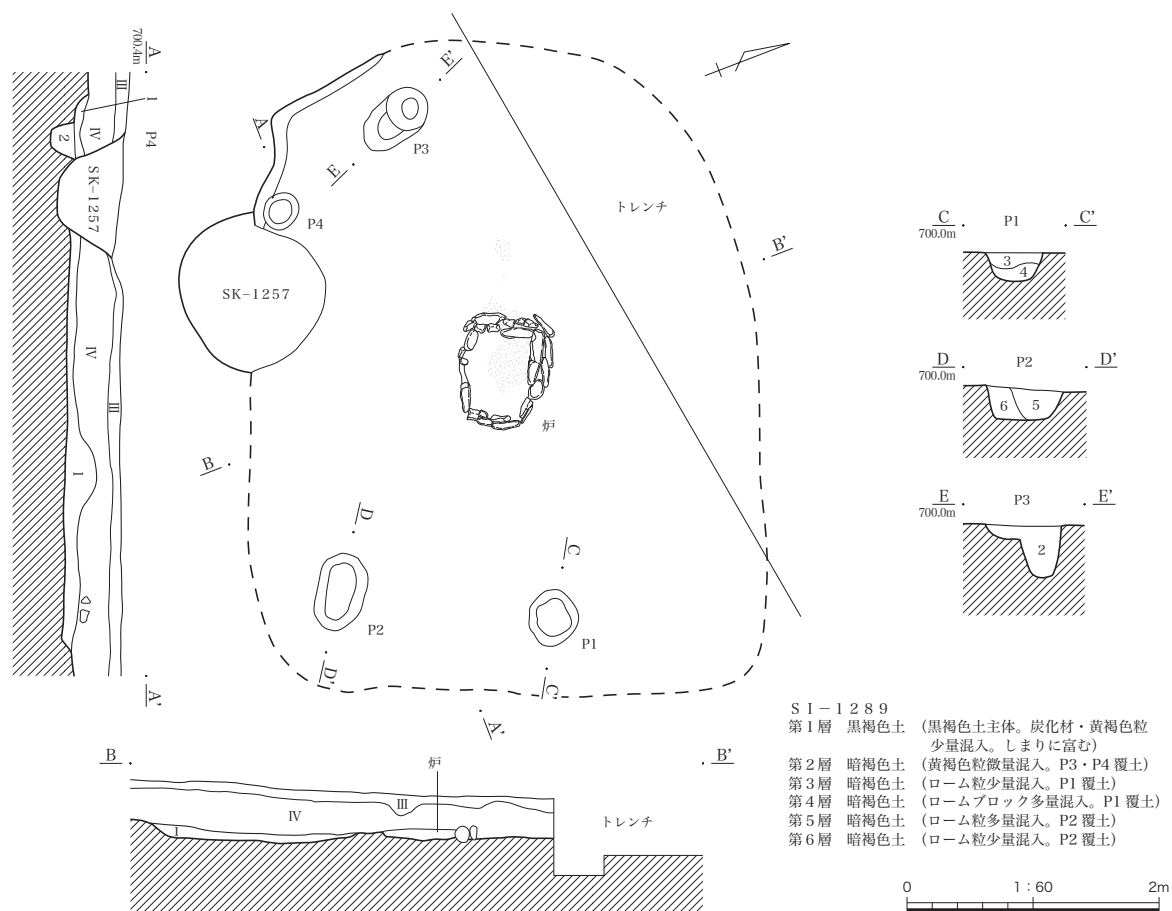 A
700.4m
Ⅲ
1
Ⅳ
2
P4
SK-1257
Ⅳ
Ⅲ
1
A'
E'
A
P3
E
P4
トレンチ
B'
SK-1257
炉
B
D
C
P2
P1
D'
C'
A'
C
P1
C'
700.0m
3
4
D
P2
D'
700.0m
6
5
E
P3
E'
700.0m
2
B
炉
B'
Ⅲ
Ⅳ
1
トレンチ
SI-1289
第1層 黒褐色土 (黒褐色土主体。炭化材・黄褐色粒
少量混入。しまりに富む)
第2層 暗褐色土 (黄褐色粒微量混入。P3・P4 覆土)
第3層 暗褐色土 (ローム粒少量混入。P1 覆土)
第4層 暗褐色土 (ロームブロック多量混入。P1 覆土)
第5層 暗褐色土 (ローム粒多量混入。P2 覆土)
第6層 暗褐色土 (ローム粒少量混入。P2 覆土)
0
1:60
2m